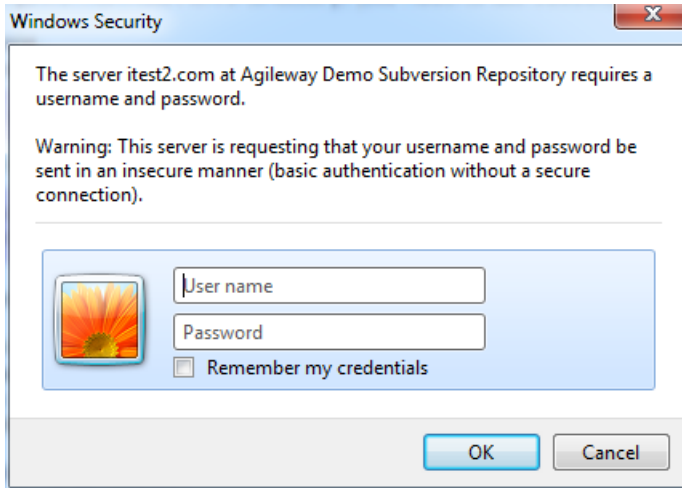 Windows Security
The server itest2.com at Agileway Demo Subversion Repository requires a
username and password.
Warning: This server is requesting that your username and password be
sent in an insecure manner (basic authentication without a secure
connection).
User name
Password
Remember my credentials
OK Cancel